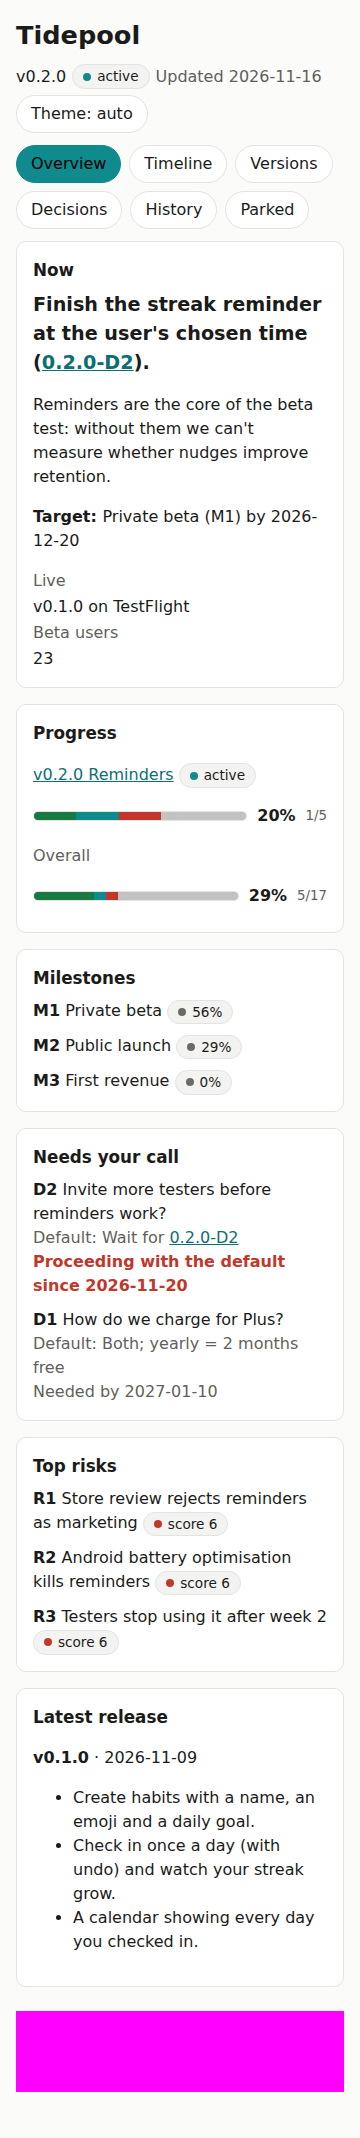 Tidepool
v0.2.0 active Updated 2026-11-16
Theme: auto
Overview Timeline Versions
Decisions History Parked
Now
Finish the streak reminder
at the user's chosen time
(0.2.0-D2).
Reminders are the core of the beta
test: without them we can't
measure whether nudges improve
retention.
Target: Private beta (M1) by 2026-
12-20
Live
v0.1.0 on TestFlight
Beta users
23
Progress
v0.2.0 Reminders active
20% 1/5
Overall
29% 5/17
Milestones
M1 Private beta 56%
M2 Public launch 29%
M3 First revenue 0%
Needs your call
D2 Invite more testers before
reminders work?
Default: Wait for 0.2.0-D2
Proceeding with the default
since 2026-11-20
D1 How do we charge for Plus?
Default: Both; yearly = 2 months
free
Needed by 2027-01-10
Top risks
R1 Store review rejects reminders
as marketing score 6
R2 Android battery optimisation
kills reminders score 6
R3 Testers stop using it after week 2
score 6
Latest release
v0.1.0 · 2026-11-09
• Create habits with a name, an
emoji and a daily goal.
• Check in once a day (with
undo) and watch your streak
grow.
• A calendar showing every day
you checked in.